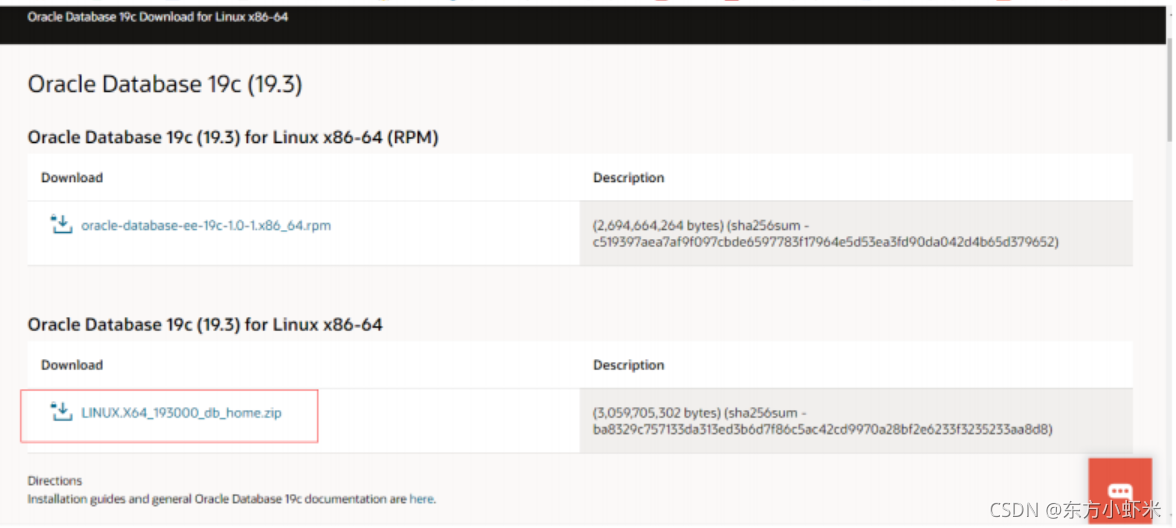 Oracle Database 19c Download for Linux x86-64
Oracle Database 19c (19.3)
Oracle Database 19c (19.3) for Linux x86-64 (RPM)
Download Description
oracle-database-ee-19c-1.0-1.x86_64.rpm (2,694,664,264 bytes) (sha256sum -
c519397aea7af9f097cbde6597783f17964e5d53ea3fd90da042d4b65d379652)
Oracle Database 19c (19.3) for Linux x86-64
Download Description
LINUX.X64_193000_db_home.zip (3,059,705,302 bytes) (sha256sum -
ba8329c757133da313ed3b6d7f86c5ac42cd9970a28bf2e6233f3235233aa8d8)
Directions
Installation guides and general Oracle Database 19c documentation are here.
CSDN @东方小虾米